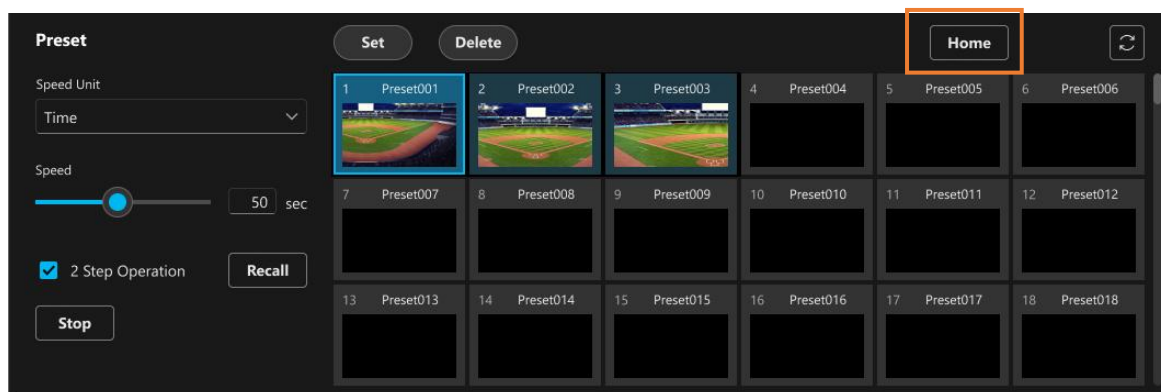 Preset
Set
Delete
Home
Speed Unit
Time
Speed
50 sec
2 Step Operation
Recall
Stop
1 Preset001
2 Preset002
3 Preset003
4 Preset004
5 Preset005
6 Preset006
7 Preset007
8 Preset008
9 Preset009
10 Preset010
11 Preset011
12 Preset012
13 Preset013
14 Preset014
15 Preset015
16 Preset016
17 Preset017
18 Preset018